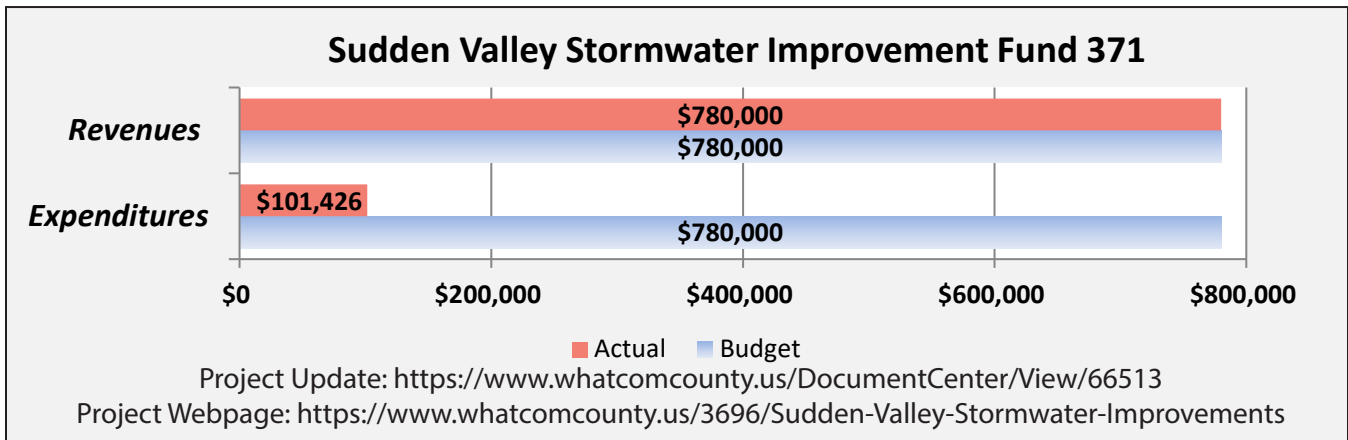 Sudden Valley Stormwater Improvement Fund 371
Revenues
$780,000
$780,000
Expenditures
$101,426
$780,000
$0 $200,000 $400,000 $600,000 $800,000
Actual Budget
Project Update: https://www.whatcomcounty.us/DocumentCenter/View/66513
Project Webpage: https://www.whatcomcounty.us/3696/Sudden-Valley-Stormwater-Improvements